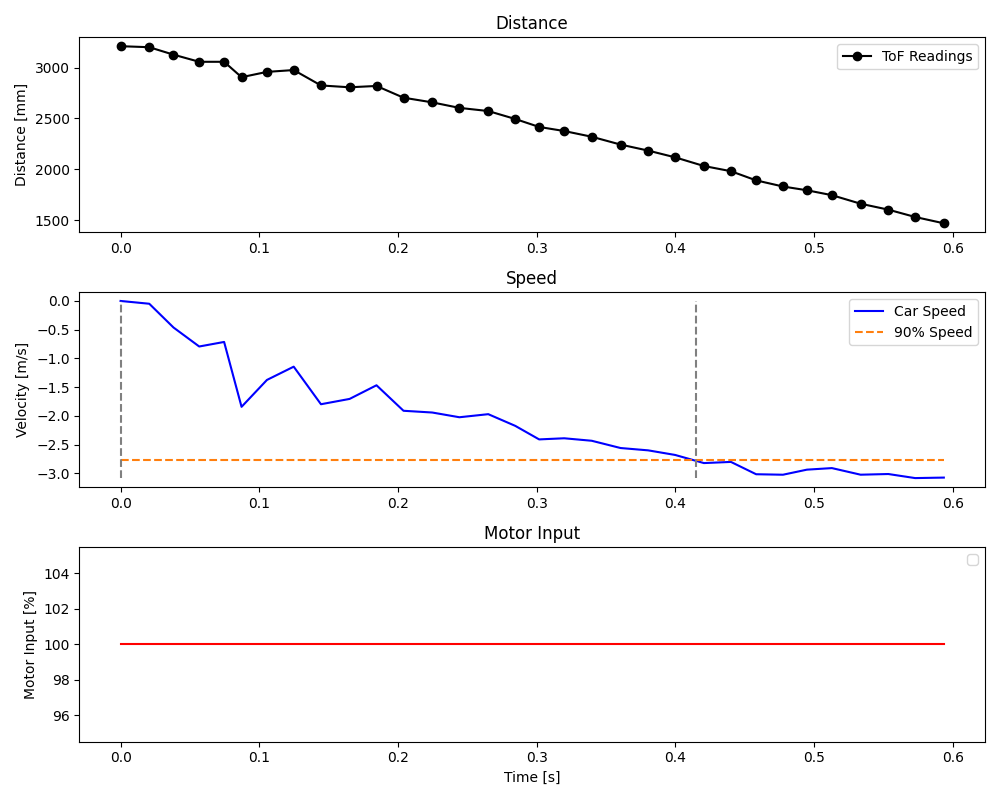 Distance
Distance [mm]
3000
2500
2000
1500
ToF Readings
0.0 0.1 0.2 0.3 0.4 0.5 0.6
Speed
Velocity [m/s]
0.0
−0.5
−1.0
−1.5
−2.0
−2.5
−3.0
Car Speed
90% Speed
0.0 0.1 0.2 0.3 0.4 0.5 0.6
Motor Input
Motor Input [%]
104
102
100
98
96
0.0 0.1 0.2 0.3 0.4 0.5 0.6
Time [s]